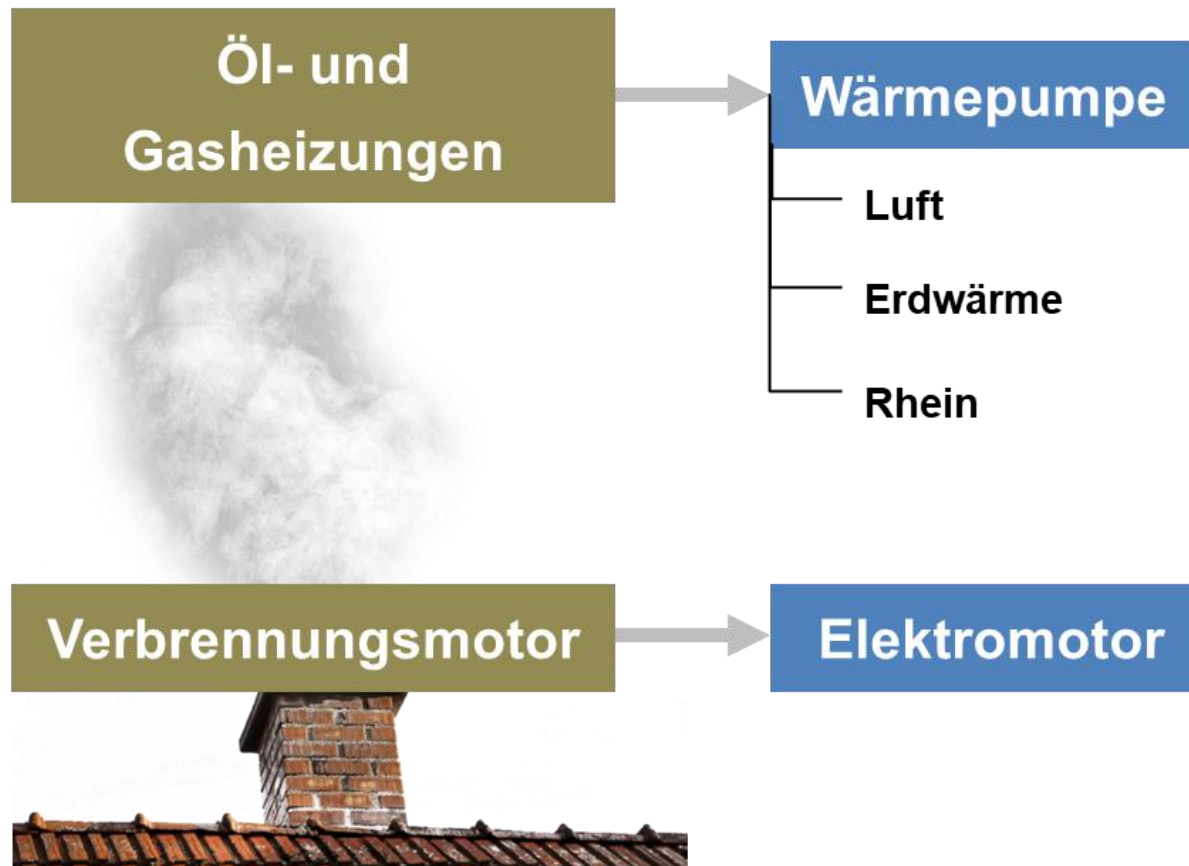 Öl- und
Gasheizungen
Wärmepumpe
Luft
Erdwärme
Rhein
Verbrennungsmotor
Elektromotor